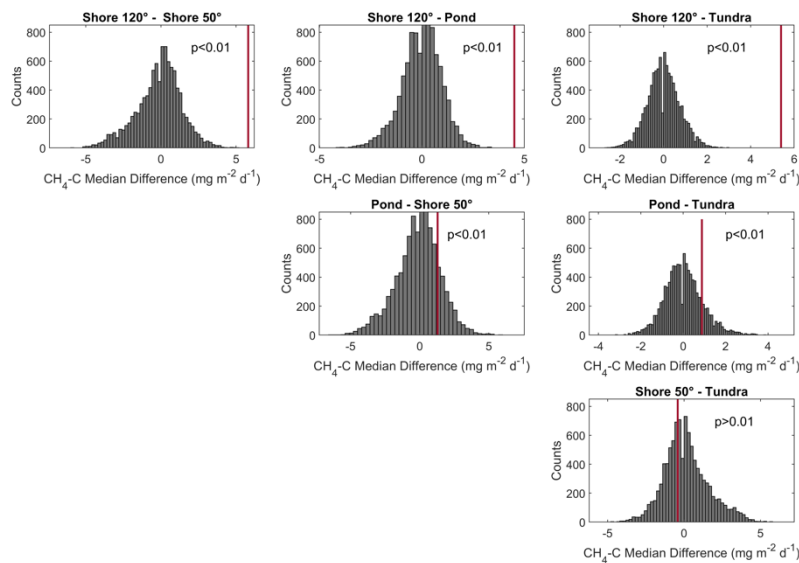 Shore 120° - Shore 50°
p<0.01
Counts
800
600
400
200
0
-5
0
5
CH₄-C Median Difference (mg m⁻² d⁻¹)
Shore 120° - Pond
p<0.01
Counts
800
600
400
200
0
-5
0
5
CH₄-C Median Difference (mg m⁻² d⁻¹)
Shore 120° - Tundra
p<0.01
Counts
800
600
400
200
0
-2
0
2
4
6
CH₄-C Median Difference (mg m⁻² d⁻¹)
Pond - Shore 50°
p<0.01
Counts
800
600
400
200
0
-5
0
5
CH₄-C Median Difference (mg m⁻² d⁻¹)
Pond - Tundra
p<0.01
Counts
800
600
400
200
0
-4
-2
0
2
4
CH₄-C Median Difference (mg m⁻² d⁻¹)
Shore 50° - Tundra
p>0.01
Counts
800
600
400
200
0
-5
0
5
CH₄-C Median Difference (mg m⁻² d⁻¹)